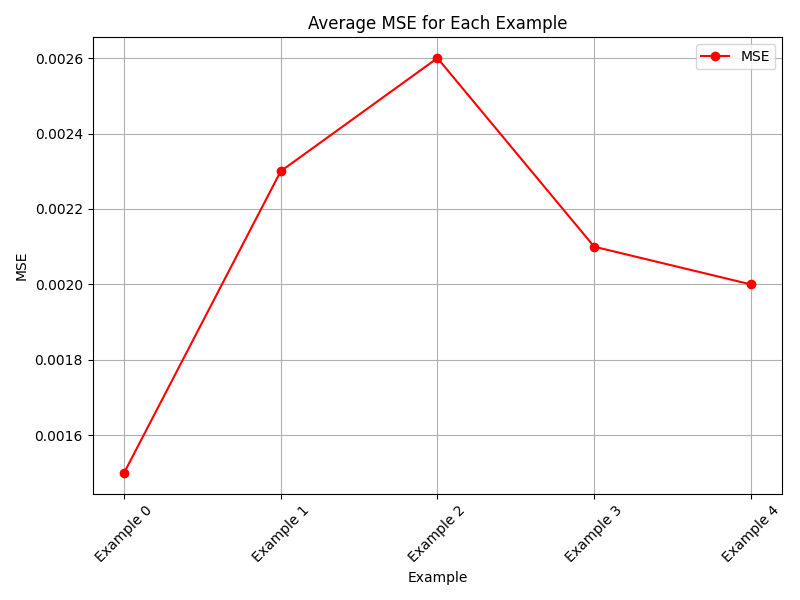 Average MSE for Each Example
MSE
0.0026
0.0024
0.0022
0.0020
0.0018
0.0016
MSE
Example 0
Example 1
Example 2
Example 3
Example 4
Example